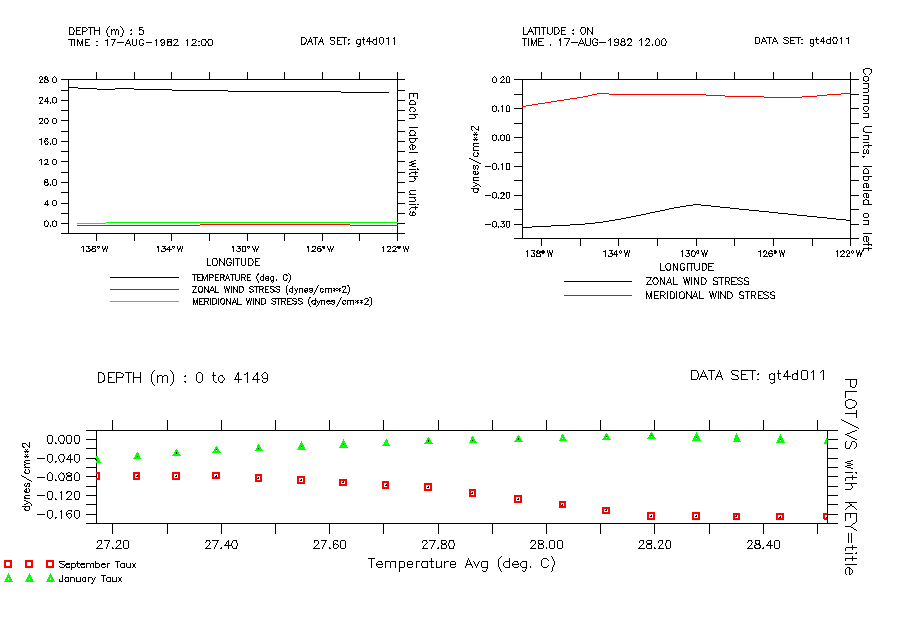 DEPTH (m) : 5
TIME : 17-AUG-1982 12:00
DATA SET: gt4d011
28.0
24.0
20.0
16.0
12.0
8.0
4.0
0.0
138°W
134°W
130°W
126°W
122°W
LONGITUDE
Each label with units
TEMPERATURE (deg. C)
ZONAL WIND STRESS (dynes/cm**2)
MERIDIONAL WIND STRESS (dynes/cm**2)
LATITUDE : 0N
TIME : 17-AUG-1982 12:00
DATA SET: gt4d011
0.20
0.10
0.00
-0.10
-0.20
-0.30
dynes/cm**2
138°W
134°W
130°W
126°W
122°W
LONGITUDE
Common Units, labeled on left
ZONAL WIND STRESS
MERIDIONAL WIND STRESS
DEPTH (m) : 0 to 4149
DATA SET: gt4d011
0.000
-0.040
-0.080
-0.120
-0.160
dynes/cm**2
27.20
27.40
27.60
27.80
28.00
28.20
28.40
Temperature Avg (deg. C)
PLOT/VS with KEY=title
September Taux
January Taux